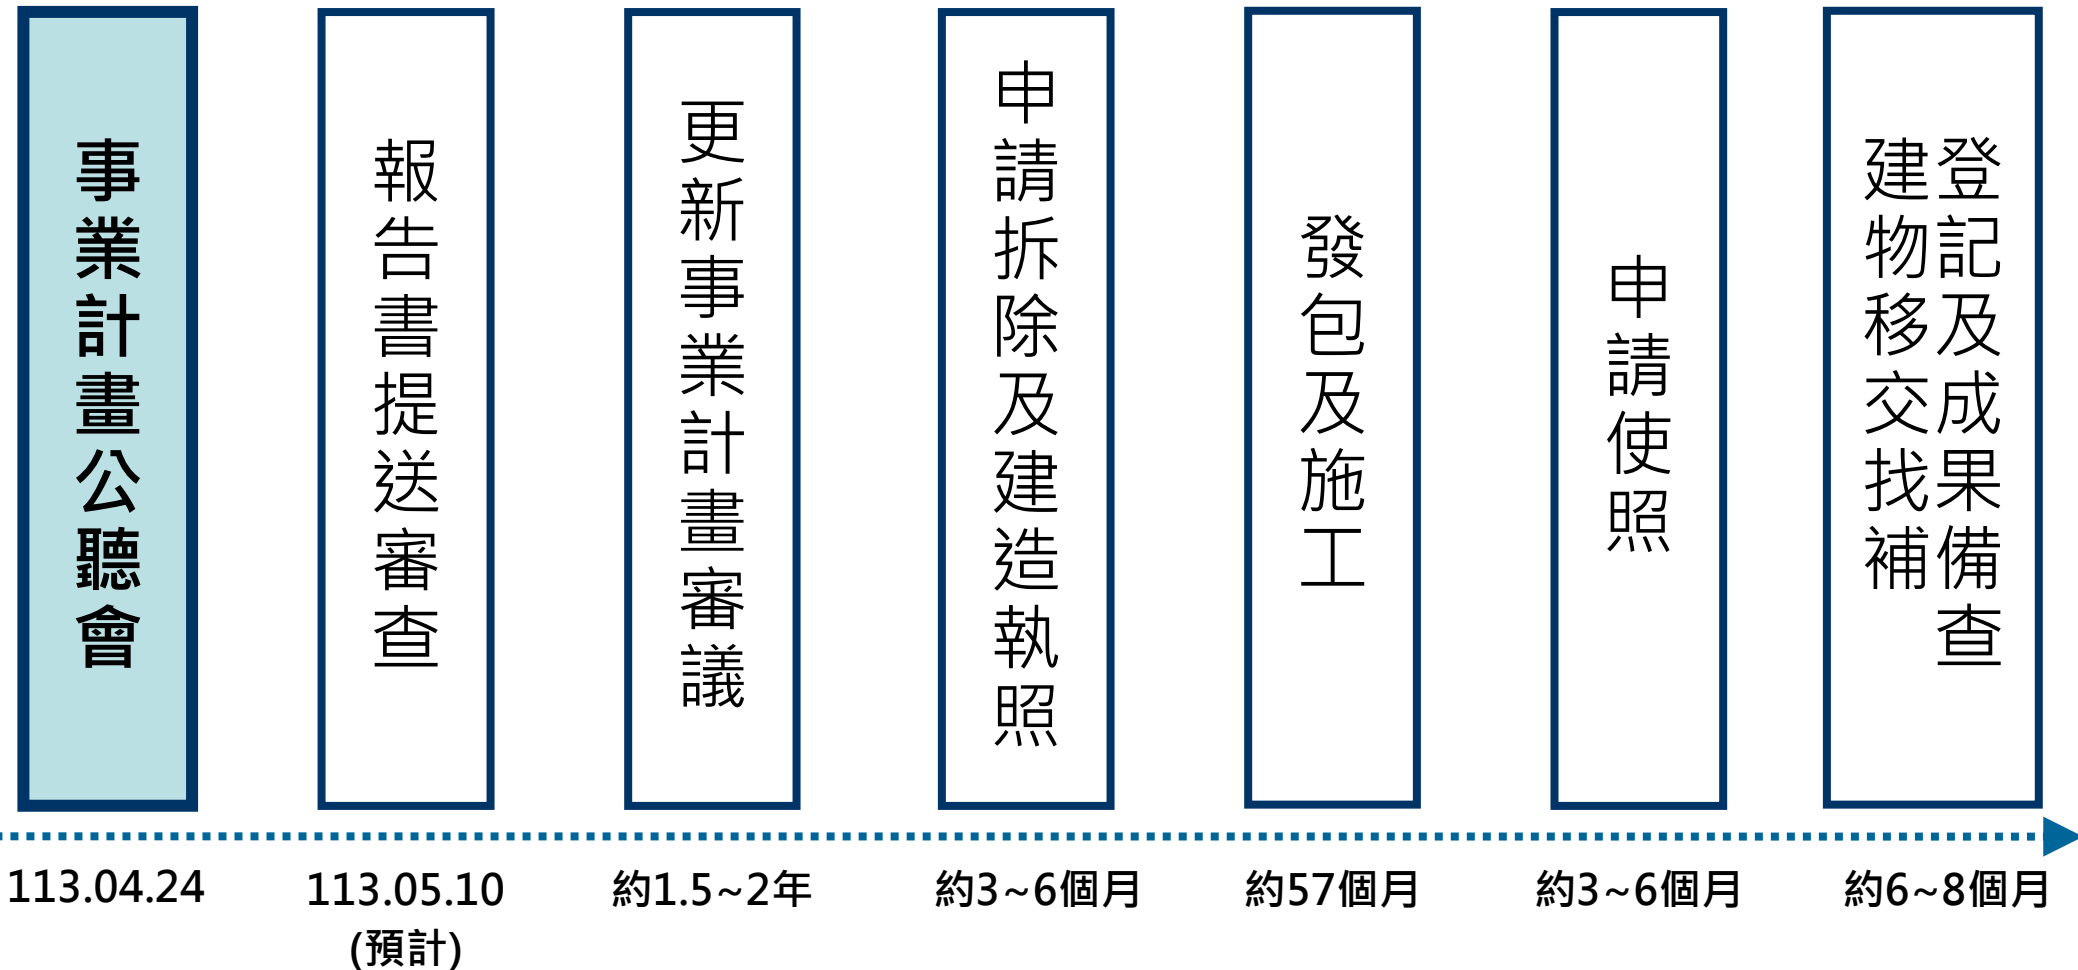 事業計畫公聽會
報告書提送審查
更新事業計畫審議
申請拆除及建造執照
發包及施工
申請使照
登記及成果備查
建物移交找補
113.04.24
113.05.10
(預計)
約1.5~2年
約3~6個月
約57個月
約3~6個月
約6~8個月